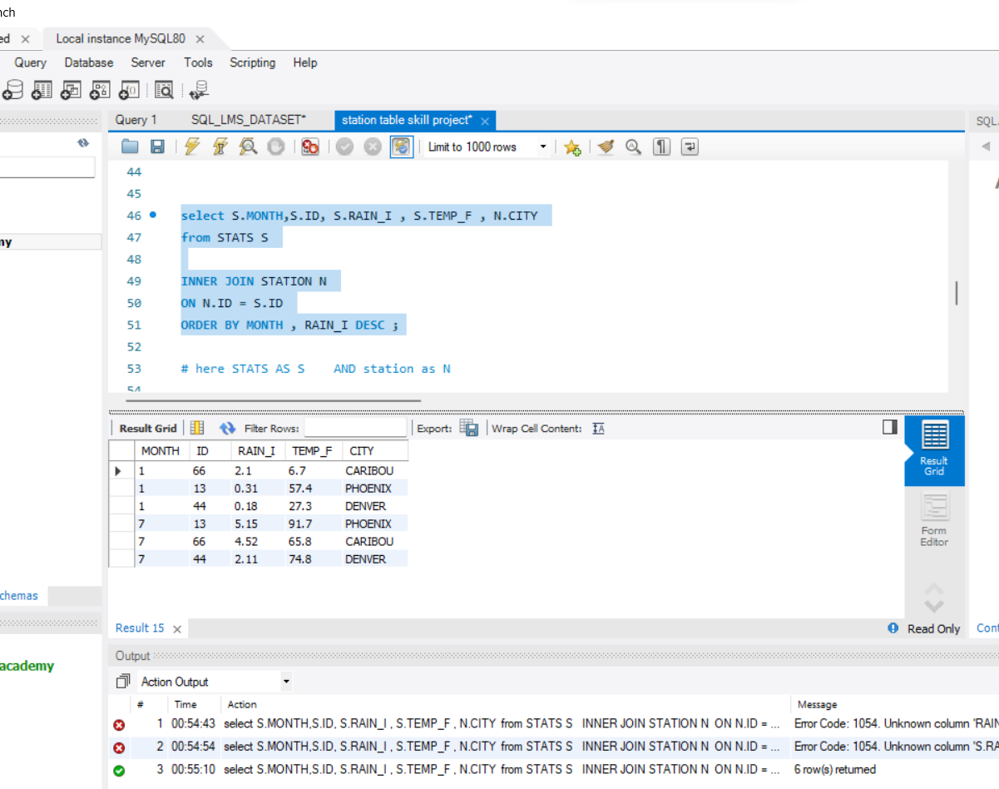 nch
ed × Local instance MySQL80 ×
Query Database Server Tools Scripting Help
Query 1 SQL_LMS_DATASET* station table skill project* × SQL
Limit to 1000 rows
44
45
46 select S.MONTH,S.ID, S.RAIN_I , S.TEMP_F , N.CITY
my
47 from STATS S
48
49 INNER JOIN STATION N
50 ON N.ID = S.ID
51 ORDER BY MONTH , RAIN_I DESC ;
52
53 # here STATS AS S AND station as N
54
Result Grid Filter Rows: Export: Wrap Cell Content:
MONTH ID RAIN_I TEMP_F CITY
1 66 2.1 6.7 CARIBOU
1 13 0.31 57.4 PHOENIX
1 44 0.18 27.3 DENVER
7 13 5.15 91.7 PHOENIX
7 66 4.52 65.8 CARIBOU
7 44 2.11 74.8 DENVER
Result
Grid
Form
Editor
chemas
Result 15 × Read Only Cont
Output
academy
Action Output
# Time Action Message
1 00:54:43 select S.MONTH,S.ID, S.RAIN_I , S.TEMP_F , N.CITY from STATS S INNER JOIN STATION N ON N.ID = ... Error Code: 1054. Unknown column 'RAIN
2 00:54:54 select S.MONTH,S.ID, S.RAIN_I , S.TEMP_F , N.CITY from STATS S INNER JOIN STATION N ON N.ID = ... Error Code: 1054. Unknown column 'S.RA
3 00:55:10 select S.MONTH,S.ID, S.RAIN_I , S.TEMP_F , N.CITY from STATS S INNER JOIN STATION N ON N.ID = ... 6 row(s) returned